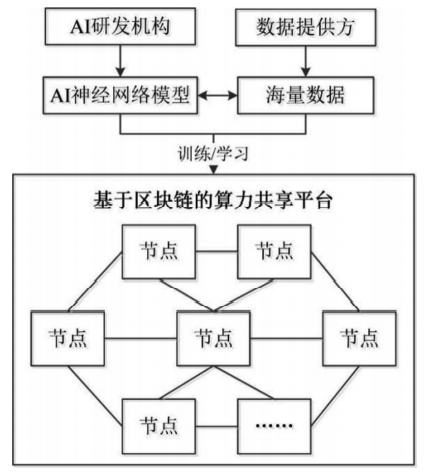 AI研发机构
数据提供方
AI神经网络模型
海量数据
训练/学习
基于区块链的算力共享平台
节点
节点
节点
节点
节点
节点
……